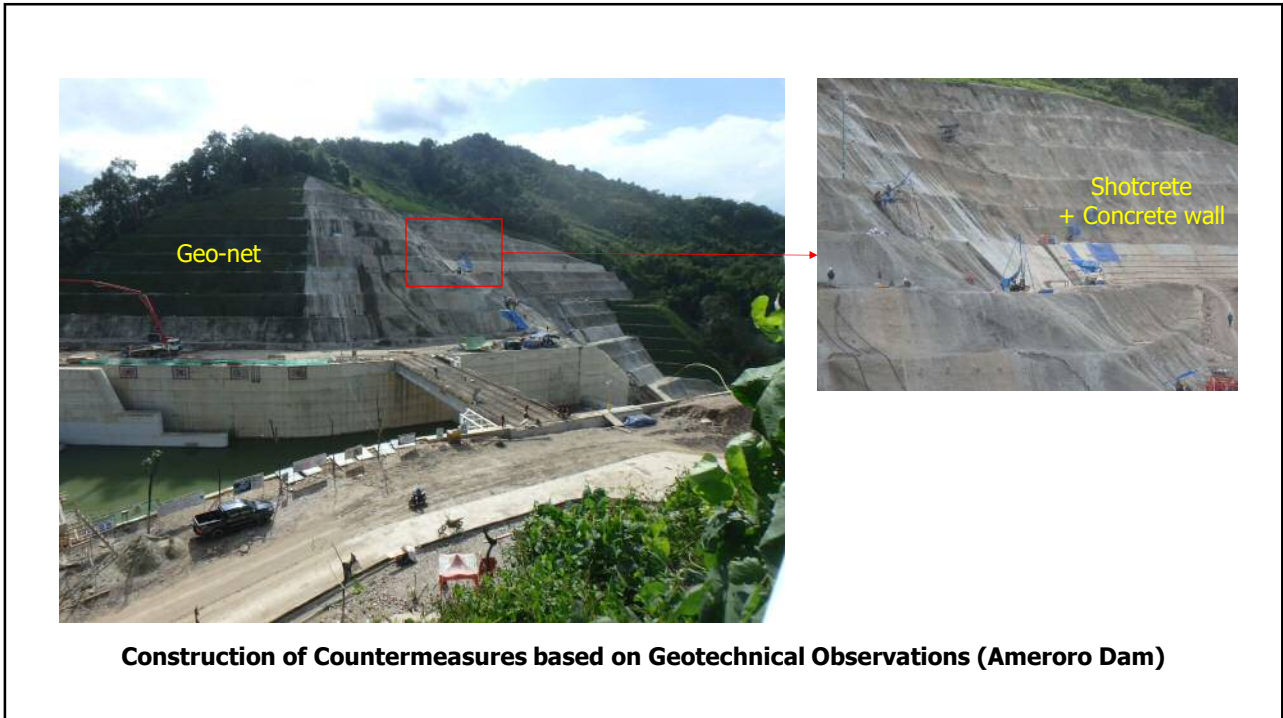 Geo-net
Shotcrete
+ Concrete wall
Construction of Countermeasures based on Geotechnical Observations (Ameroro Dam)